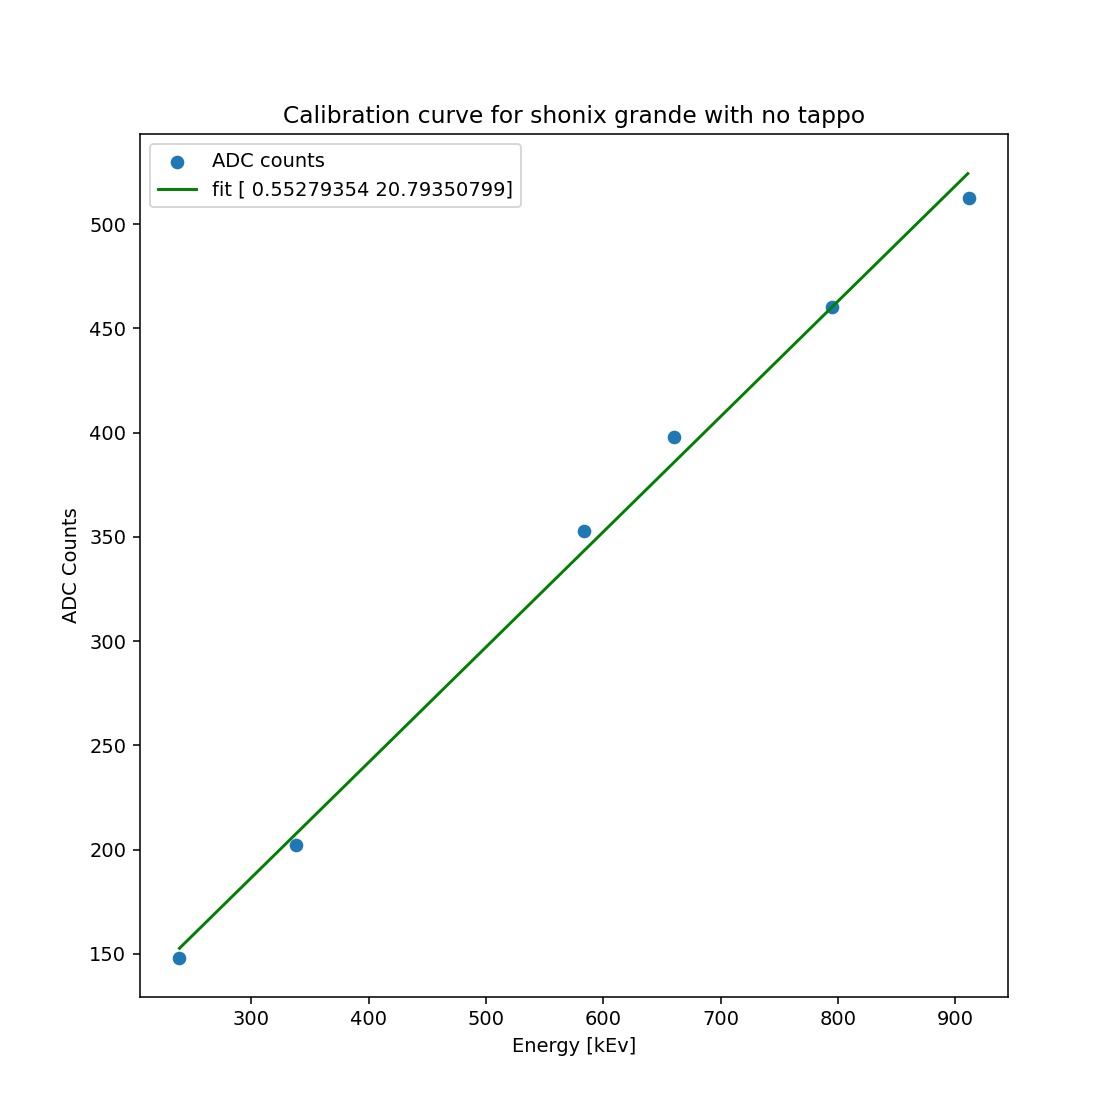 Calibration curve for shonix grande with no tappo
ADC counts
fit [ 0.55279354 20.79350799]
500
450
400
350
300
250
200
150
ADC Counts
300 400 500 600 700 800 900
Energy [kEv]